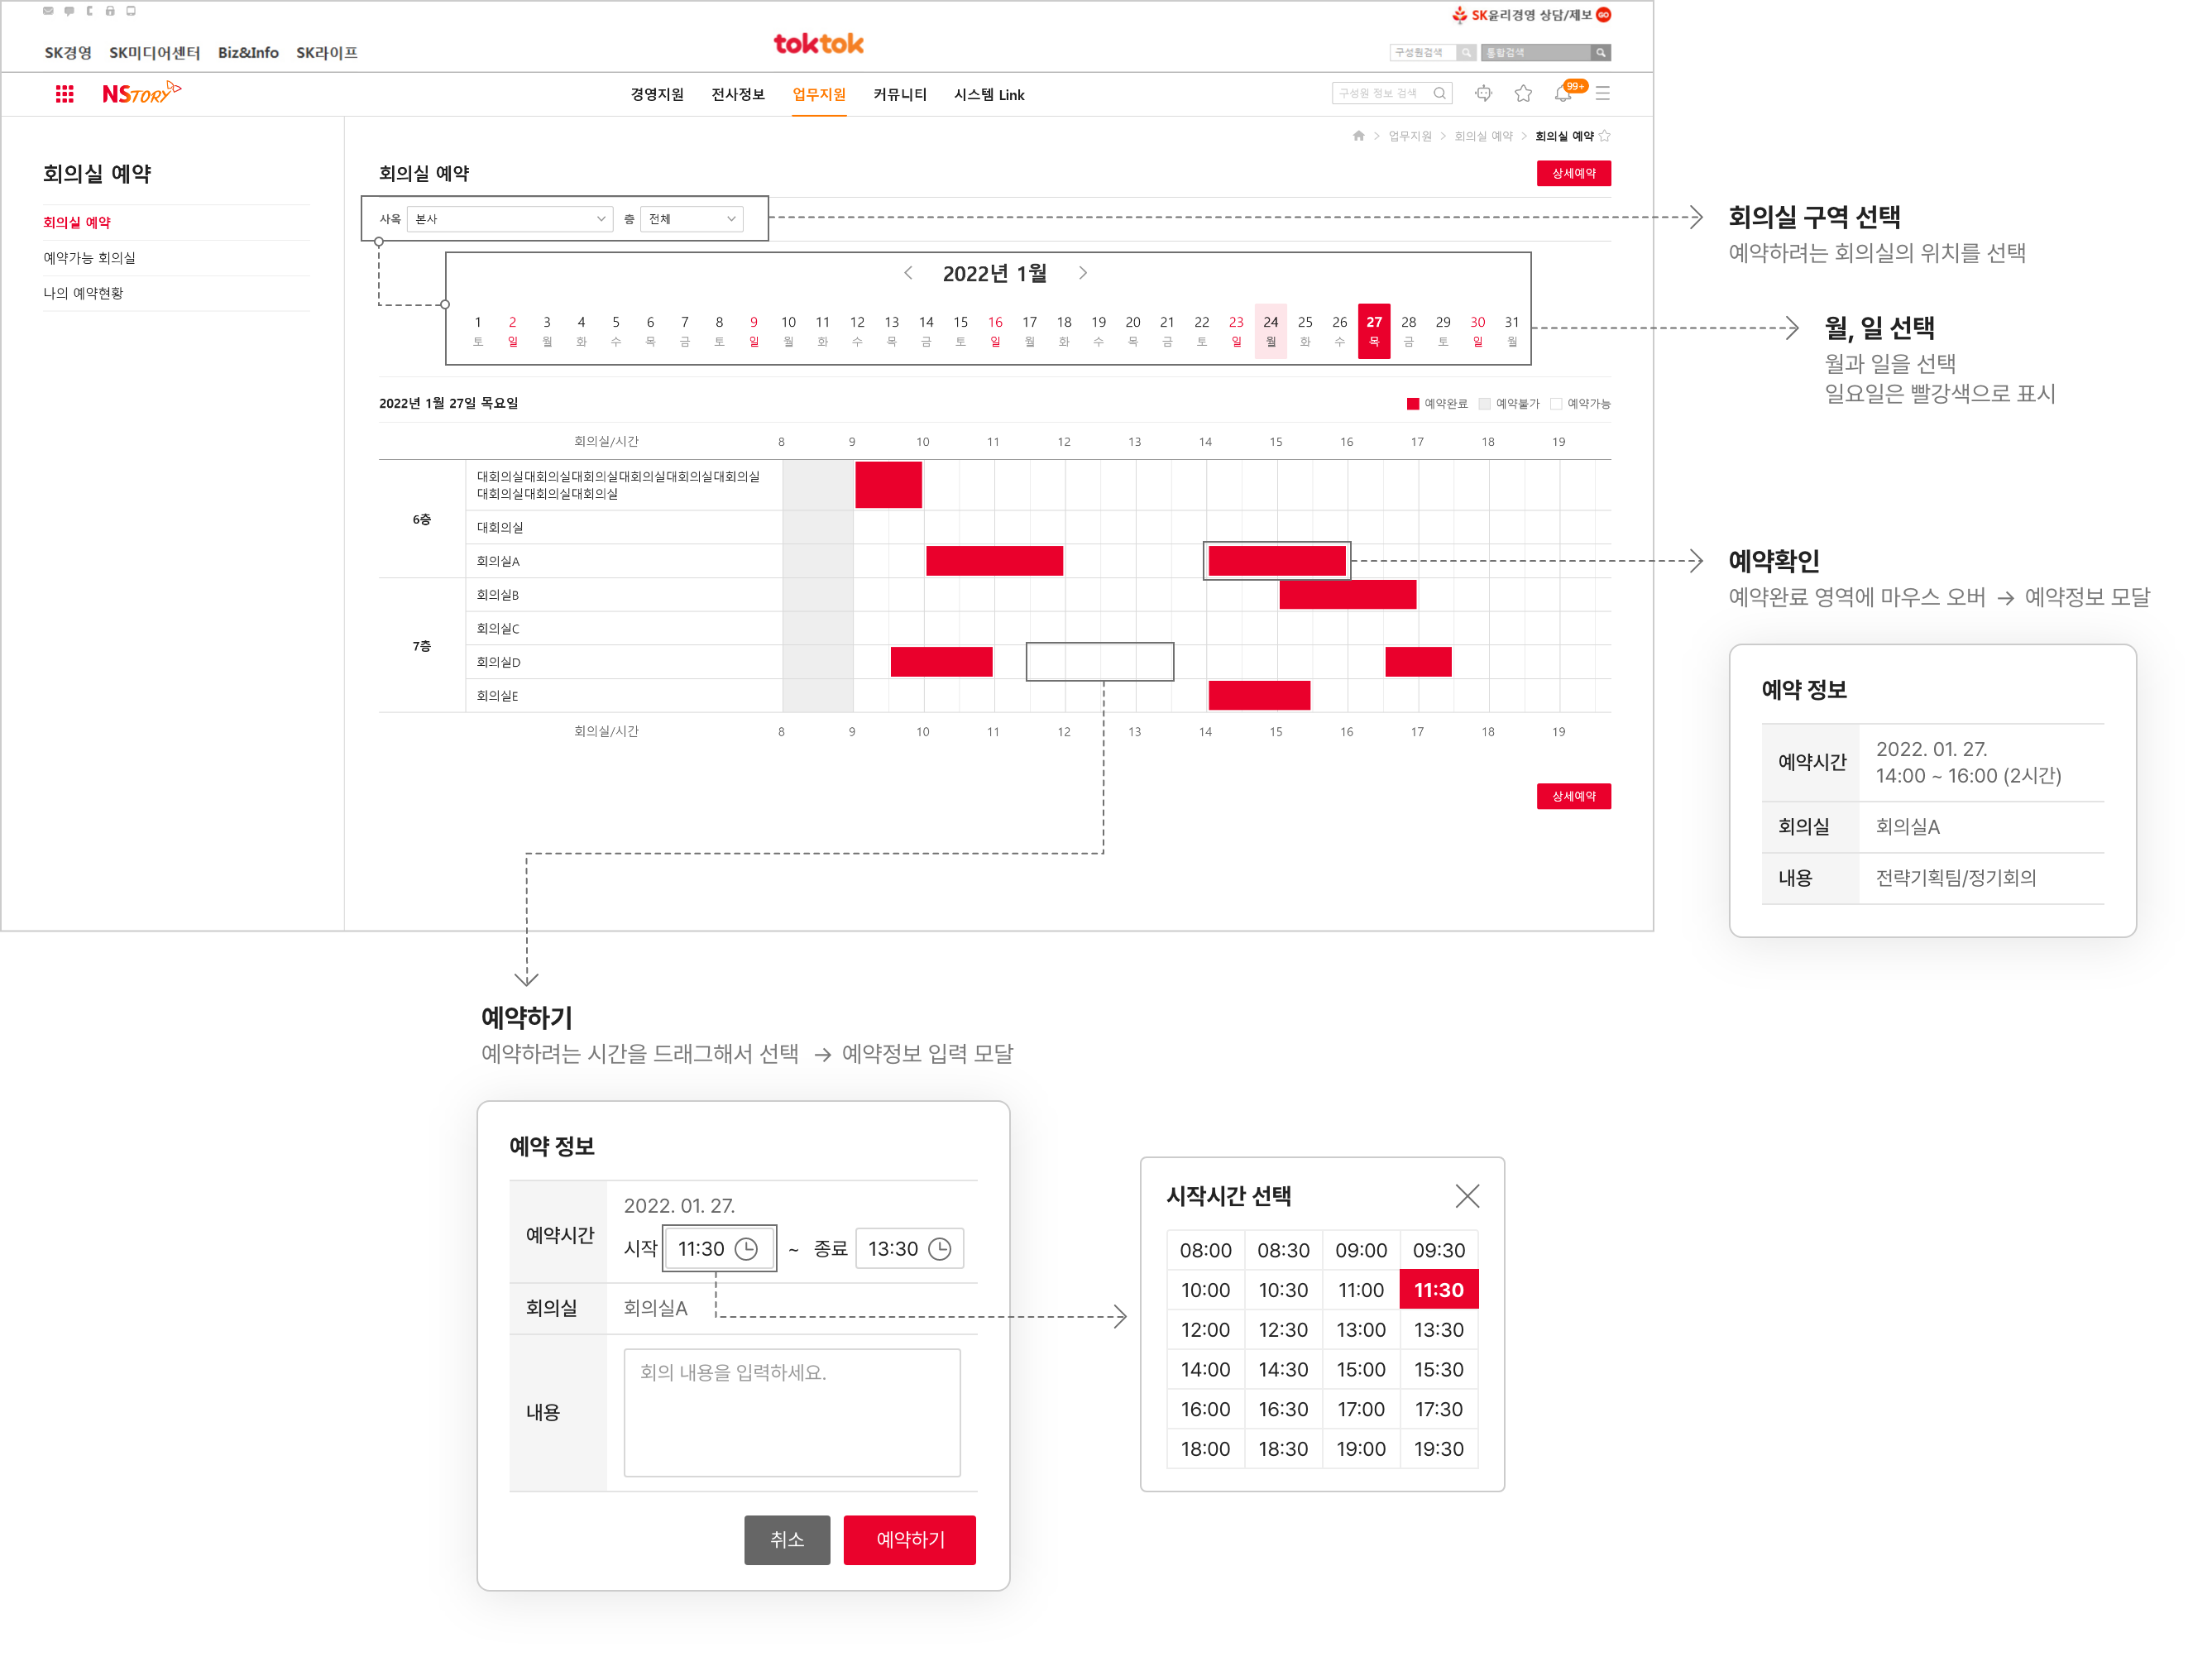 SK윤리경영 상담/제보 GO
SK경영 SK미디어센터 Biz&Info SK라이프
toktok
구성원검색 통합검색
NSTORY
경영지원 전사정보 업무지원 커뮤니티 시스템 Link
구성원 정보 검색
99+
업무지원 > 회의실 예약 > 회의실 예약
회의실 예약
회의실 예약
예약가능 회의실
나의 예약현황
회의실 예약
상세예약
사옥 본사 층 전체
2022년 1월
1 2 3 4 5 6 7 8 9 10 11 12 13 14 15 16 17 18 19 20 21 22 23 24 25 26 27 28 29 30 31
토 일 월 화 수 목 금 토 일 월 화 수 목 금 토 일 월 화 수 목 금 토 일 월 화 수 목 금 토 일 월
2022년 1월 27일 목요일
예약완료 예약불가 예약가능
회의실/시간 8 9 10 11 12 13 14 15 16 17 18 19
6층
대회의실대회의실대회의실대회의실대회의실대회의실
대회의실대회의실대회의실
대회의실
회의실A
7층
회의실B
회의실C
회의실D
회의실E
회의실/시간 8 9 10 11 12 13 14 15 16 17 18 19
상세예약
회의실 구역 선택
예약하려는 회의실의 위치를 선택
월, 일 선택
월과 일을 선택
일요일은 빨강색으로 표시
예약확인
예약완료 영역에 마우스 오버 → 예약정보 모달
예약 정보
예약시간
2022. 01. 27.
14:00 ~ 16:00 (2시간)
회의실 회의실A
내용 전략기획팀/정기회의
예약하기
예약하려는 시간을 드래그해서 선택 → 예약정보 입력 모달
예약 정보
예약시간
2022. 01. 27.
시작 11:30 ~ 종료 13:30
회의실 회의실A
내용
회의 내용을 입력하세요.
취소 예약하기
시작시간 선택
08:00 08:30 09:00 09:30
10:00 10:30 11:00 11:30
12:00 12:30 13:00 13:30
14:00 14:30 15:00 15:30
16:00 16:30 17:00 17:30
18:00 18:30 19:00 19:30